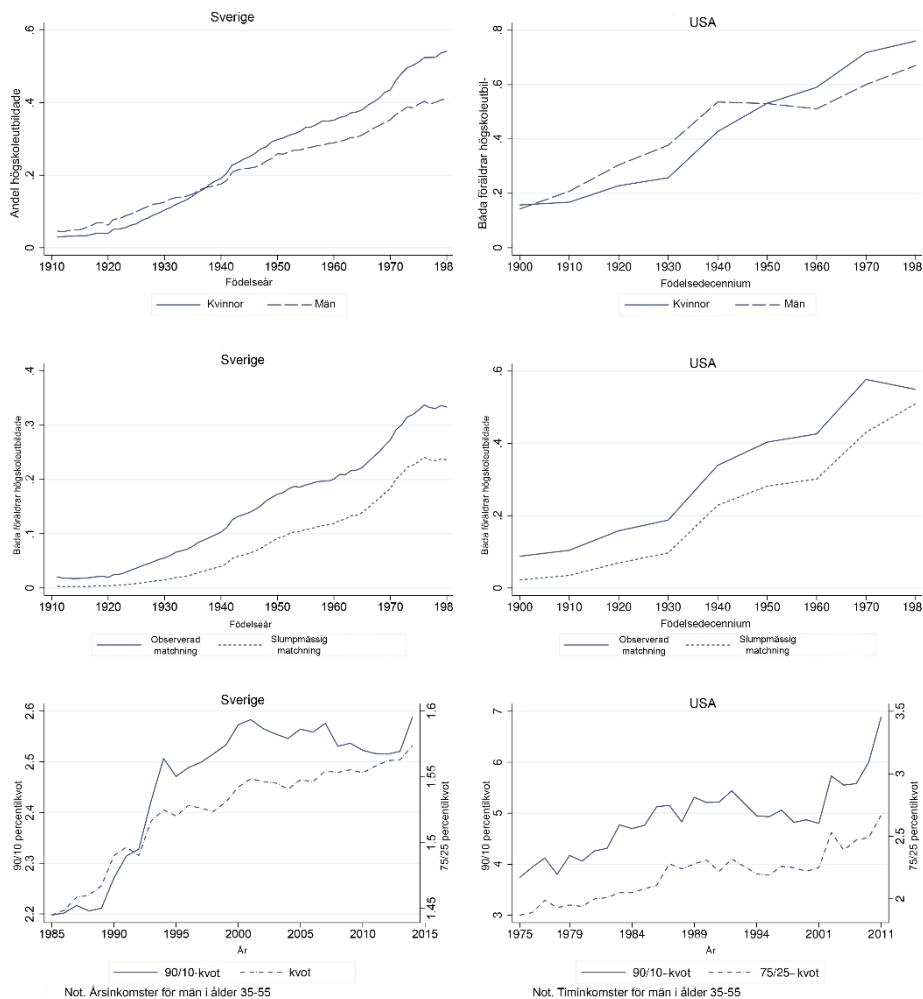 Sverige
Andel högskoleutbildade
.6
.4
.2
0
1910 1920 1930 1940 1950 1960 1970 198
Födelseår
Kvinnor Män
USA
Båda föräldrar högskoleutbil-
.8
.6
.4
.2
0
1900 1910 1920 1930 1940 1950 1960 1970 198
Födelsedecennium
Kvinnor Män
Sverige
Båda föräldrar högskoleutbildade
.4
.3
.2
.1
0
1910 1920 1930 1940 1950 1960 1970 198
Födelseår
Observerad matchning
Slumpmässig matchning
USA
Båda föräldrar högskoleutbildade
.6
.4
.2
0
1900 1910 1920 1930 1940 1950 1960 1970 198
Födelsedecennium
Observerad matchning
Slumpmässig matchning
Sverige
90/10 percentilkvot
2.6
2.5
2.4
2.3
2.2
75/25 percentilkvot
1.6
1.55
1.5
1.45
1985 1990 1995 2000 2005 2010 2015
År
90/10-kvot kvot
Not. Årsinkomster för män i ålder 35-55
USA
90/10 percentilkvot
7
6
5
4
3
75/25 percentilkvot
3.5
3
2.5
2
1975 1979 1984 1989 1994 2001 2006 2011
År
90/10-kvot 75/25-kvot
Not. Timinkomster för män i ålder 35-55